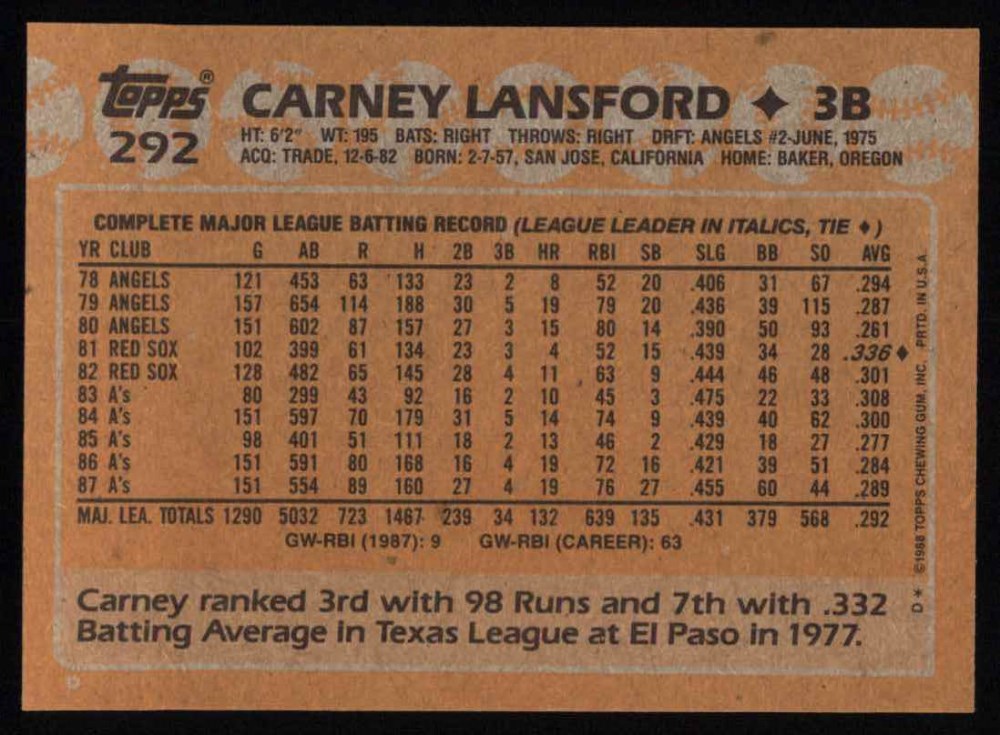 Topps® CARNEY LANSFORD ♦ 3B
292 HT: 6'2" WT: 195 BATS: RIGHT THROWS: RIGHT DRFT: ANGELS #2-JUNE, 1975
ACQ: TRADE, 12-6-82 BORN: 2-7-57, SAN JOSE, CALIFORNIA HOME: BAKER, OREGON
COMPLETE MAJOR LEAGUE BATTING RECORD (LEAGUE LEADER IN ITALICS, TIE ♦)
YR CLUB G AB R H 2B 3B HR RBI SB SLG BB SO AVG
78 ANGELS 121 453 63 133 23 2 8 52 20 .406 31 67 .294
79 ANGELS 157 654 114 188 30 5 19 79 20 .436 39 115 .287
80 ANGELS 151 602 87 157 27 3 15 80 14 .390 50 93 .261
81 RED SOX 102 399 61 134 23 3 4 52 15 .439 34 28 .336♦
82 RED SOX 128 482 65 145 28 4 11 63 9 .444 46 48 .301
83 A's 80 299 43 92 16 2 10 45 3 .475 22 33 .308
84 A's 151 597 70 179 31 5 14 74 9 .439 40 62 .300
85 A's 98 401 51 111 18 2 13 46 2 .429 18 27 .277
86 A's 151 591 80 168 16 4 19 72 16 .421 39 51 .284
87 A's 151 554 89 160 27 4 19 76 27 .455 60 44 .289
MAJ. LEA. TOTALS 1290 5032 723 1467 239 34 132 639 135 .431 379 568 .292
GW-RBI (1987): 9 GW-RBI (CAREER): 63
Carney ranked 3rd with 98 Runs and 7th with .332
Batting Average in Texas League at El Paso in 1977.
D* ©1988 TOPPS CHEWING GUM, INC. PRTD. IN U.S.A.